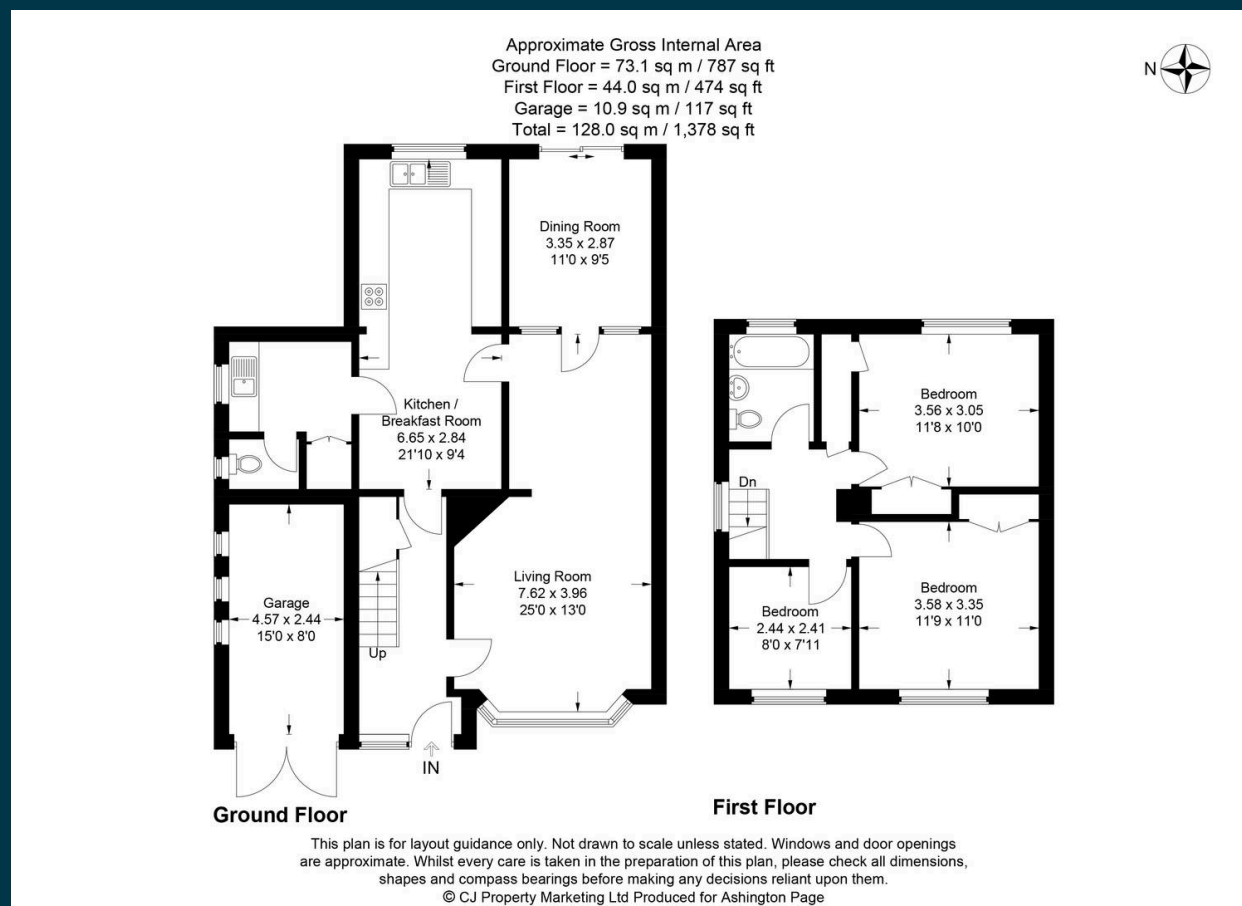 Approximate Gross Internal Area
Ground Floor = 73.1 sq m / 787 sq ft
First Floor = 44.0 sq m / 474 sq ft
Garage = 10.9 sq m / 117 sq ft
Total = 128.0 sq m / 1,378 sq ft
N
Dining Room
3.35 x 2.87
11'0 x 9'5
Kitchen /
Breakfast Room
6.65 x 2.84
21'10 x 9'4
Living Room
7.62 x 3.96
25'0 x 13'0
Garage
4.57 x 2.44
15'0 x 8'0
Up
IN
Ground Floor
Bedroom
3.56 x 3.05
11'8 x 10'0
Dn
Bedroom
3.58 x 3.35
11'9 x 11'0
Bedroom
2.44 x 2.41
8'0 x 7'11
First Floor
This plan is for layout guidance only. Not drawn to scale unless stated. Windows and door openings
are approximate. Whilst every care is taken in the preparation of this plan, please check all dimensions,
shapes and compass bearings before making any decisions reliant upon them.
© CJ Property Marketing Ltd Produced for Ashington Page